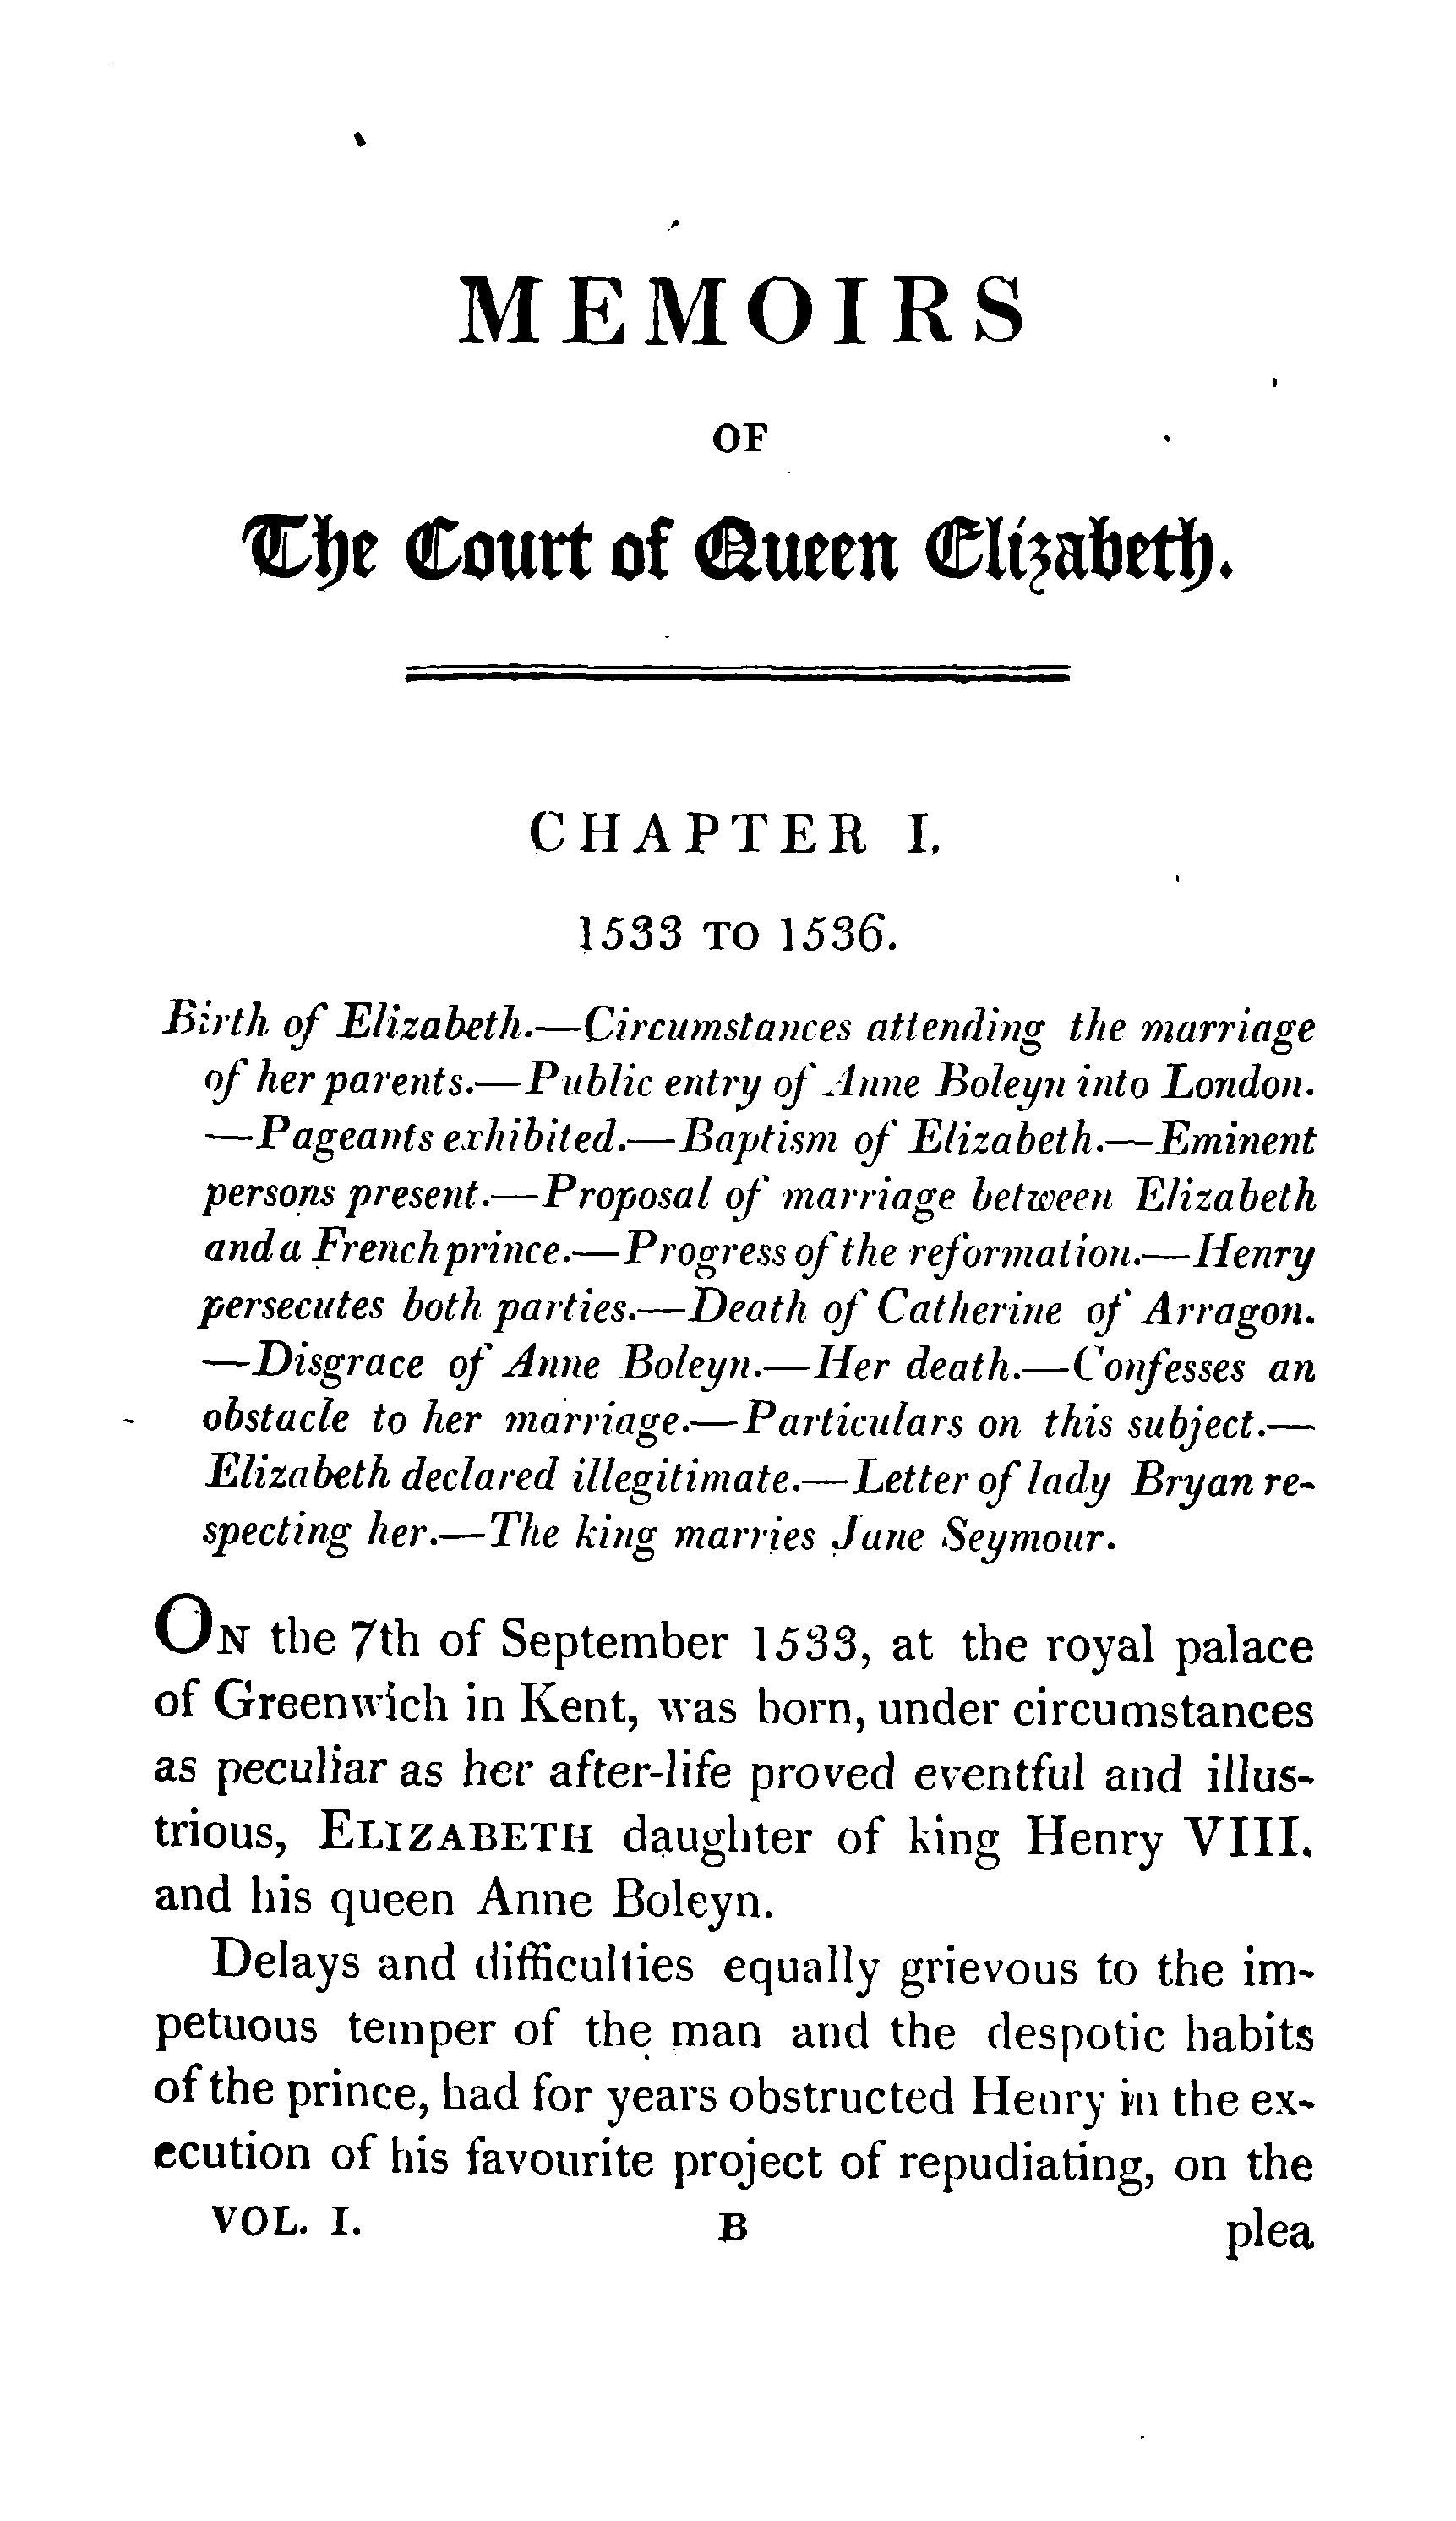 MEMOIRS
OF
The Court of Queen Elizabeth.
CHAPTER I.
1533 TO 1536.
Birth of Elizabeth.—Circumstances attending the marriage
of her parents.—Public entry of Anne Boleyn into London.
—Pageants exhibited.—Baptism of Elizabeth.—Eminent
persons present.—Proposal of marriage between Elizabeth
and a French prince.—Progress of the reformation.—Henry
persecutes both parties.—Death of Catherine of Arragon.
—Disgrace of Anne Boleyn.—Her death.—Confesses an
obstacle to her marriage.—Particulars on this subject.—
Elizabeth declared illegitimate.—Letter of lady Bryan re-
specting her.—The king marries Jane Seymour.
ON the 7th of September 1533, at the royal palace
of Greenwich in Kent, was born, under circumstances
as peculiar as her after-life proved eventful and illus-
trious, ELIZABETH daughter of king Henry VIII.
and his queen Anne Boleyn.
Delays and difficulties equally grievous to the im-
petuous temper of the man and the despotic habits
of the prince, had for years obstructed Henry in the ex-
ecution of his favourite project of repudiating, on the
VOL. I. B plea